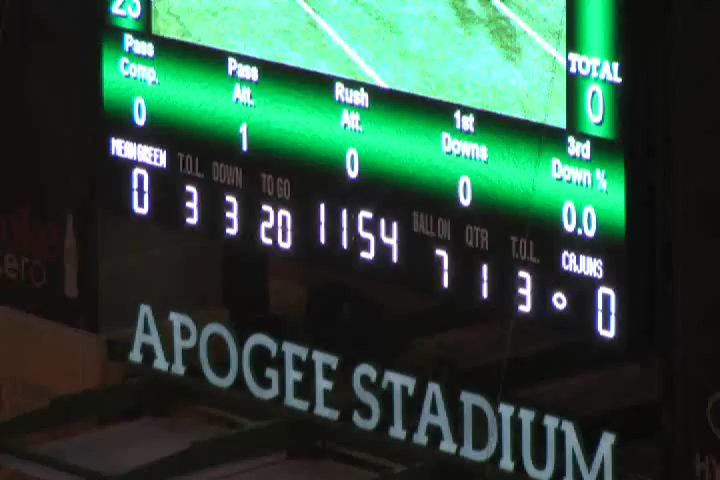 23
TOTAL
0
Pass Comp. Pass Att. Rush Att. 1st Downs 3rd Down %
0 1 0 0 0.0
MEAN GREEN T.O.L. DOWN TO GO BALL ON QTR T.O.L. CAJUNS
0 3 3 20 11 54 7 1 3 0
APOGEE STADIUM